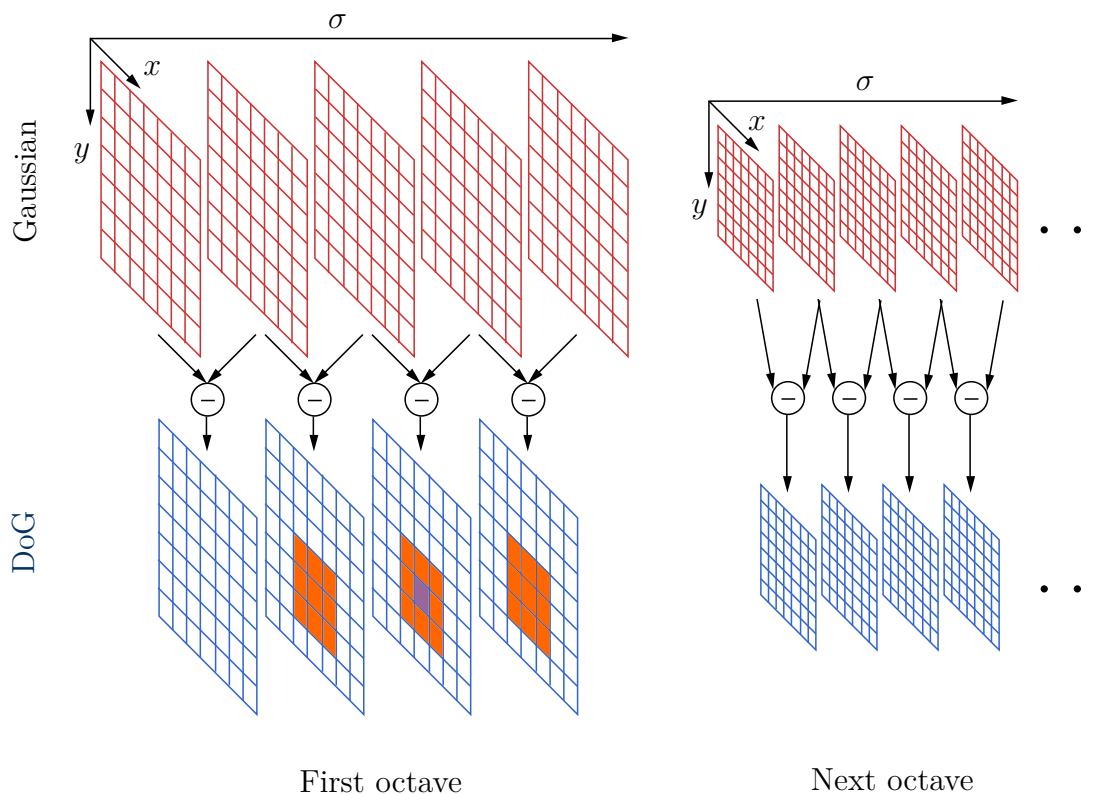 σ
x
y
Gaussian
σ
x
y
− − − −
− − − −
DoG
First octave
Next octave